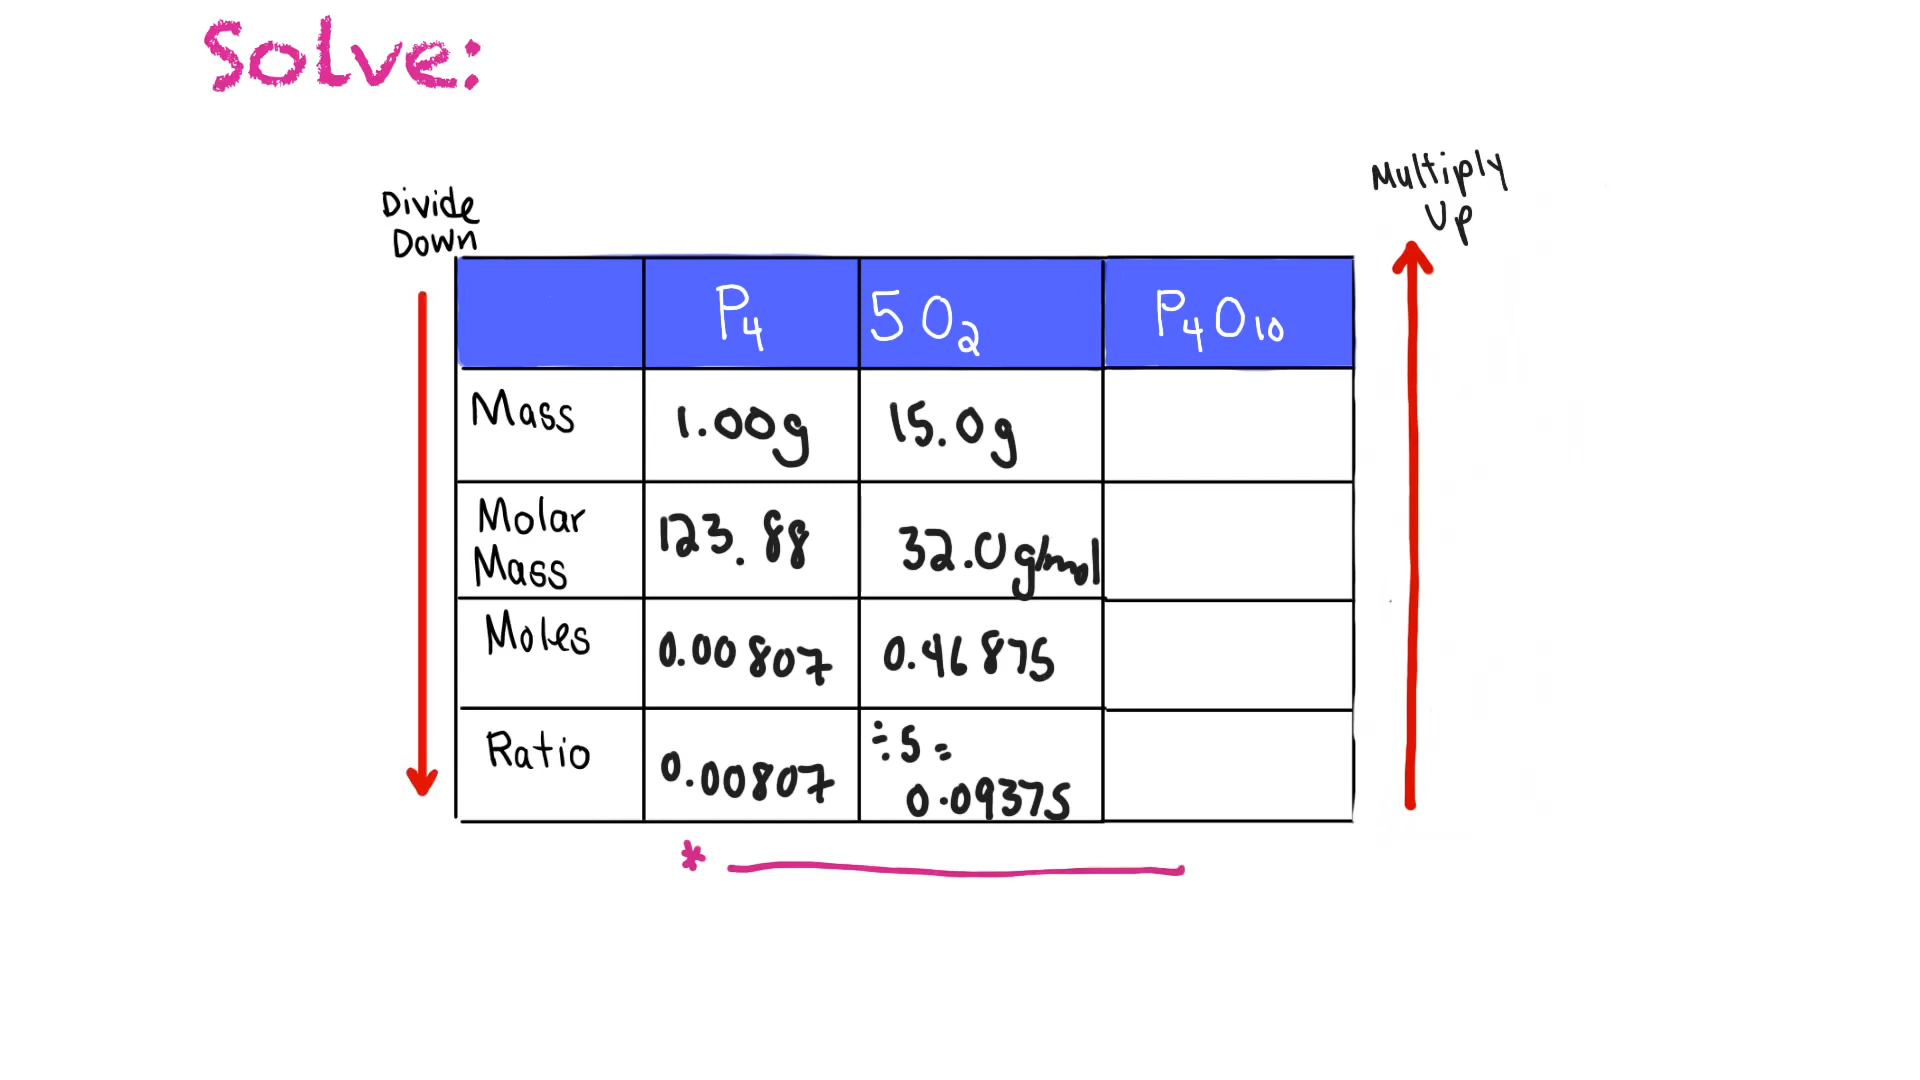 Solve:
Divide
Down
Multiply
Up
P₄ 5 O₂ P₄O₁₀
Mass 1.00g 15.0g
Molar
Mass 123.88 32.0 g/mol
Moles 0.00807 0.46875
Ratio 0.00807 ÷5 =
0.09375
*